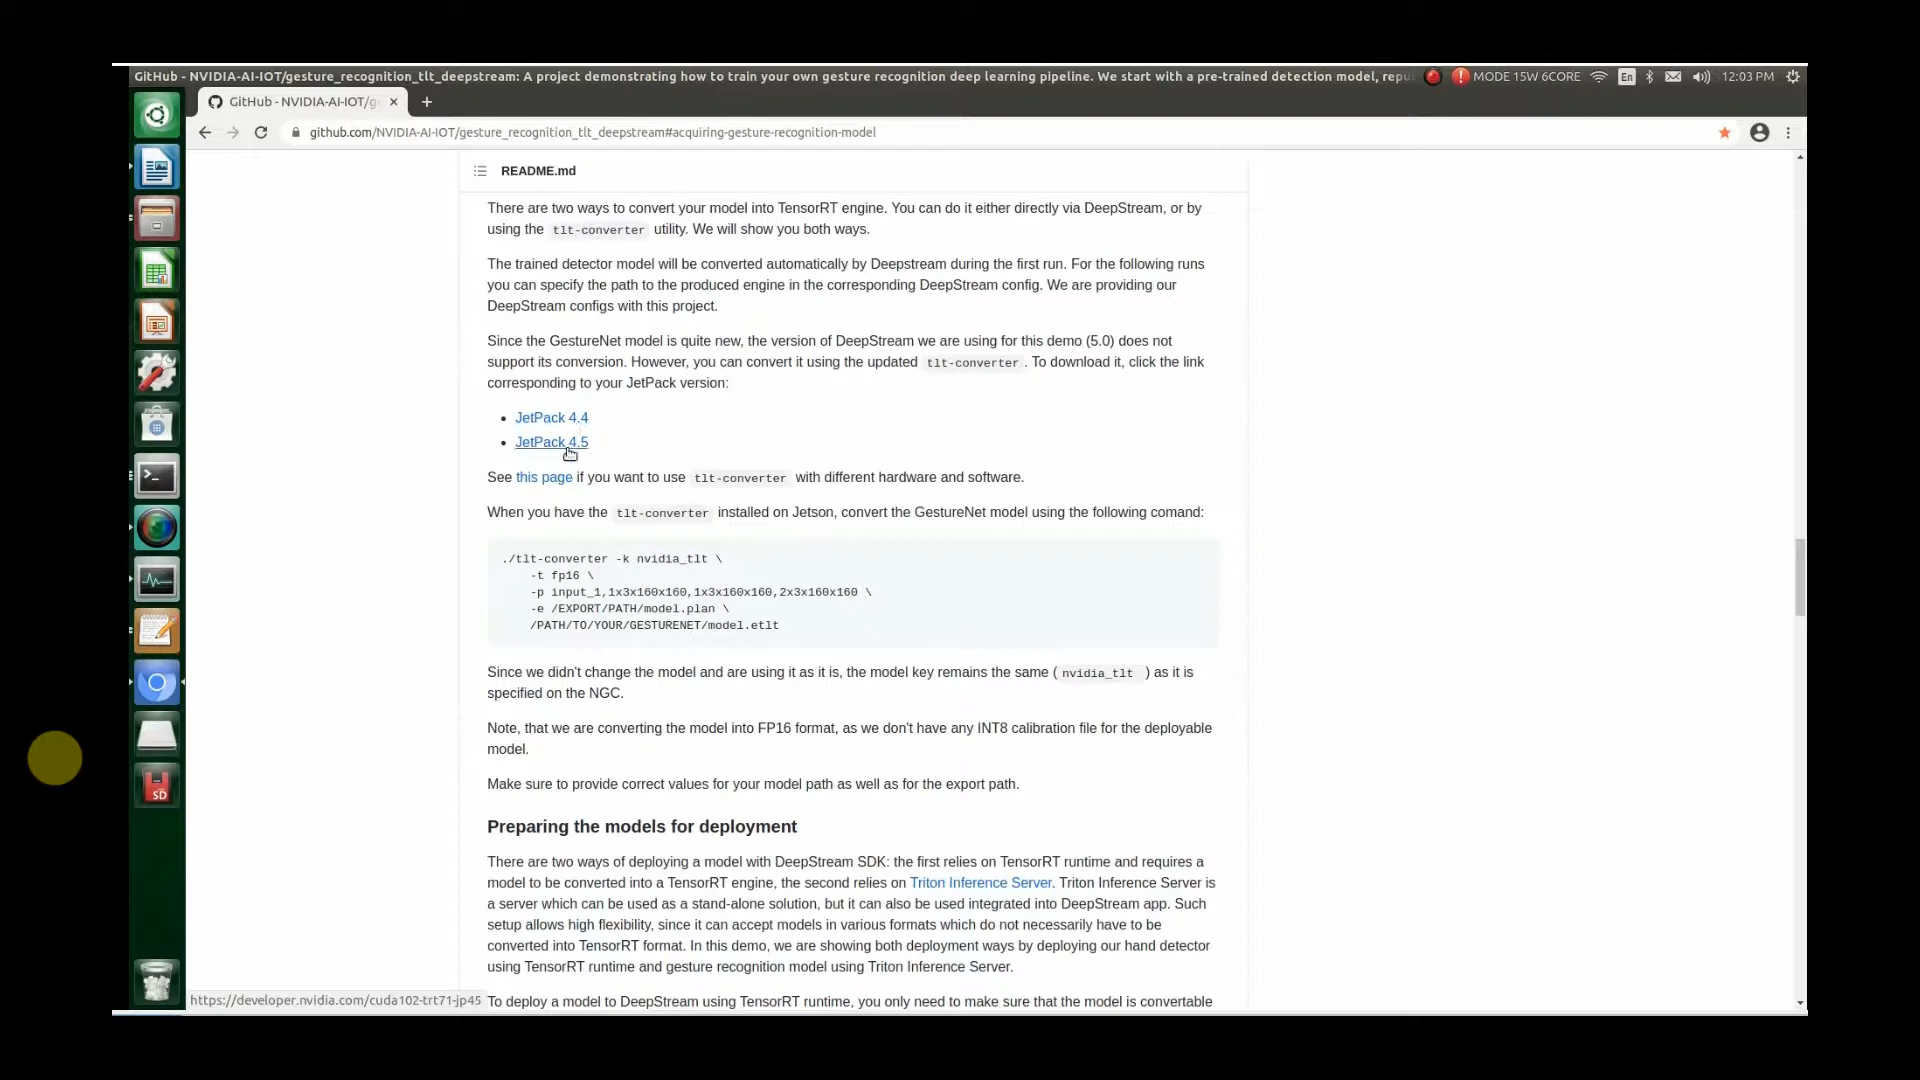 GitHub - NVIDIA-AI-IOT/gesture_recognition_tlt_deepstream: A project demonstrating how to train your own gesture recognition deep learning pipeline. We start with a pre-trained detection model, repu
MODE 15W 6CORE
En
12:03 PM
GitHub - NVIDIA-AI-IOT/g
github.com/NVIDIA-AI-IOT/gesture_recognition_tlt_deepstream#acquiring-gesture-recognition-model
README.md
There are two ways to convert your model into TensorRT engine. You can do it either directly via DeepStream, or by
using the tlt-converter utility. We will show you both ways.
The trained detector model will be converted automatically by Deepstream during the first run. For the following runs
you can specify the path to the produced engine in the corresponding DeepStream config. We are providing our
DeepStream configs with this project.
Since the GestureNet model is quite new, the version of DeepStream we are using for this demo (5.0) does not
support its conversion. However, you can convert it using the updated tlt-converter. To download it, click the link
corresponding to your JetPack version:
• JetPack 4.4
• JetPack 4.5
See this page if you want to use tlt-converter with different hardware and software.
When you have the tlt-converter installed on Jetson, convert the GestureNet model using the following comand:
./tlt-converter -k nvidia_tlt \
-t fp16 \
-p input_1,1x3x160x160,1x3x160x160,2x3x160x160 \
-e /EXPORT/PATH/model.plan \
/PATH/TO/YOUR/GESTURENET/model.etlt
Since we didn't change the model and are using it as it is, the model key remains the same ( nvidia_tlt ) as it is
specified on the NGC.
Note, that we are converting the model into FP16 format, as we don't have any INT8 calibration file for the deployable
model.
Make sure to provide correct values for your model path as well as for the export path.
Preparing the models for deployment
There are two ways of deploying a model with DeepStream SDK: the first relies on TensorRT runtime and requires a
model to be converted into a TensorRT engine, the second relies on Triton Inference Server. Triton Inference Server is
a server which can be used as a stand-alone solution, but it can also be used integrated into DeepStream app. Such
setup allows high flexibility, since it can accept models in various formats which do not necessarily have to be
converted into TensorRT format. In this demo, we are showing both deployment ways by deploying our hand detector
using TensorRT runtime and gesture recognition model using Triton Inference Server.
To deploy a model to DeepStream using TensorRT runtime, you only need to make sure that the model is convertable
https://developer.nvidia.com/cuda102-trt71-jp45
SD